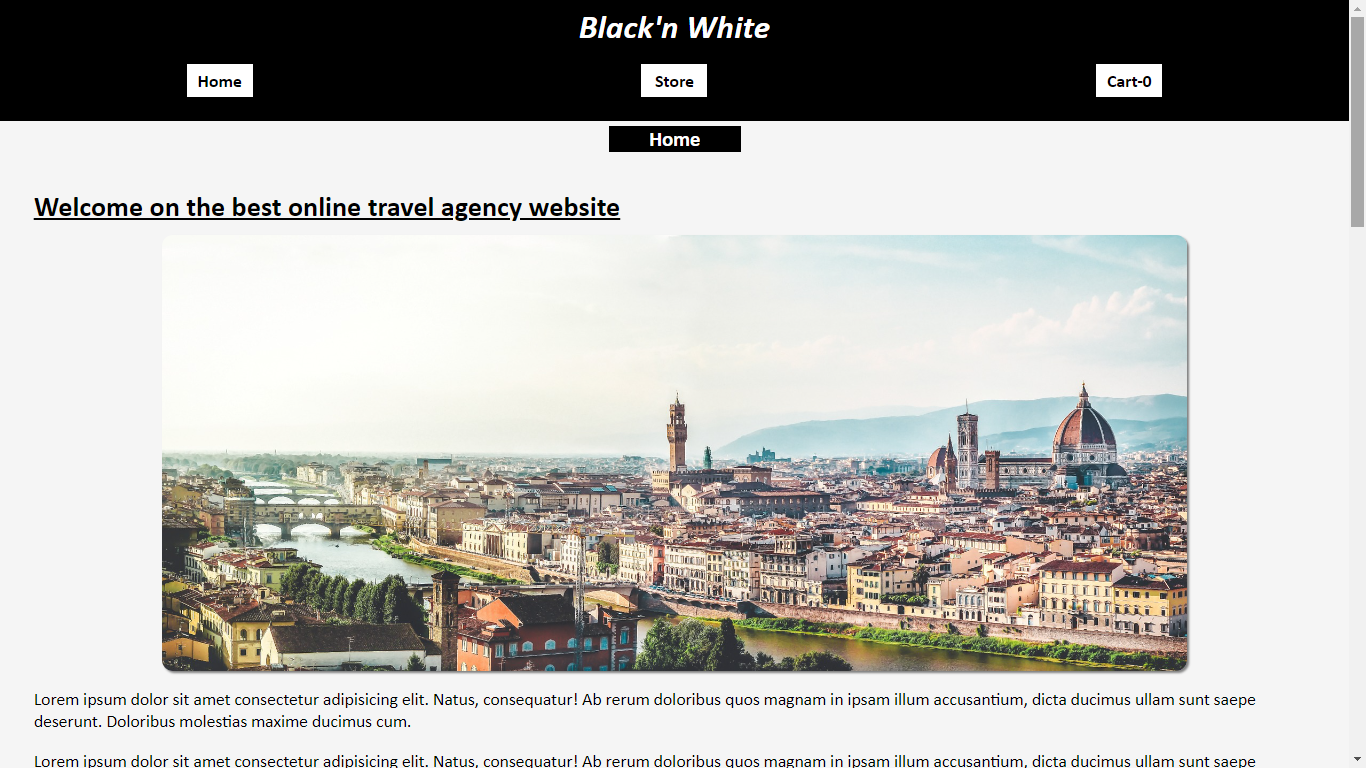 Black'n White
Home
Store
Cart-0
Home
Welcome on the best online travel agency website
Lorem ipsum dolor sit amet consectetur adipisicing elit. Natus, consequatur! Ab rerum doloribus quos magnam in ipsam illum accusantium, dicta ducimus ullam sunt saepe
deserunt. Doloribus molestias maxime ducimus cum.
Lorem ipsum dolor sit amet consectetur adipisicing elit. Natus, consequatur! Ab rerum doloribus quos magnam in ipsam illum accusantium, dicta ducimus ullam sunt saepe